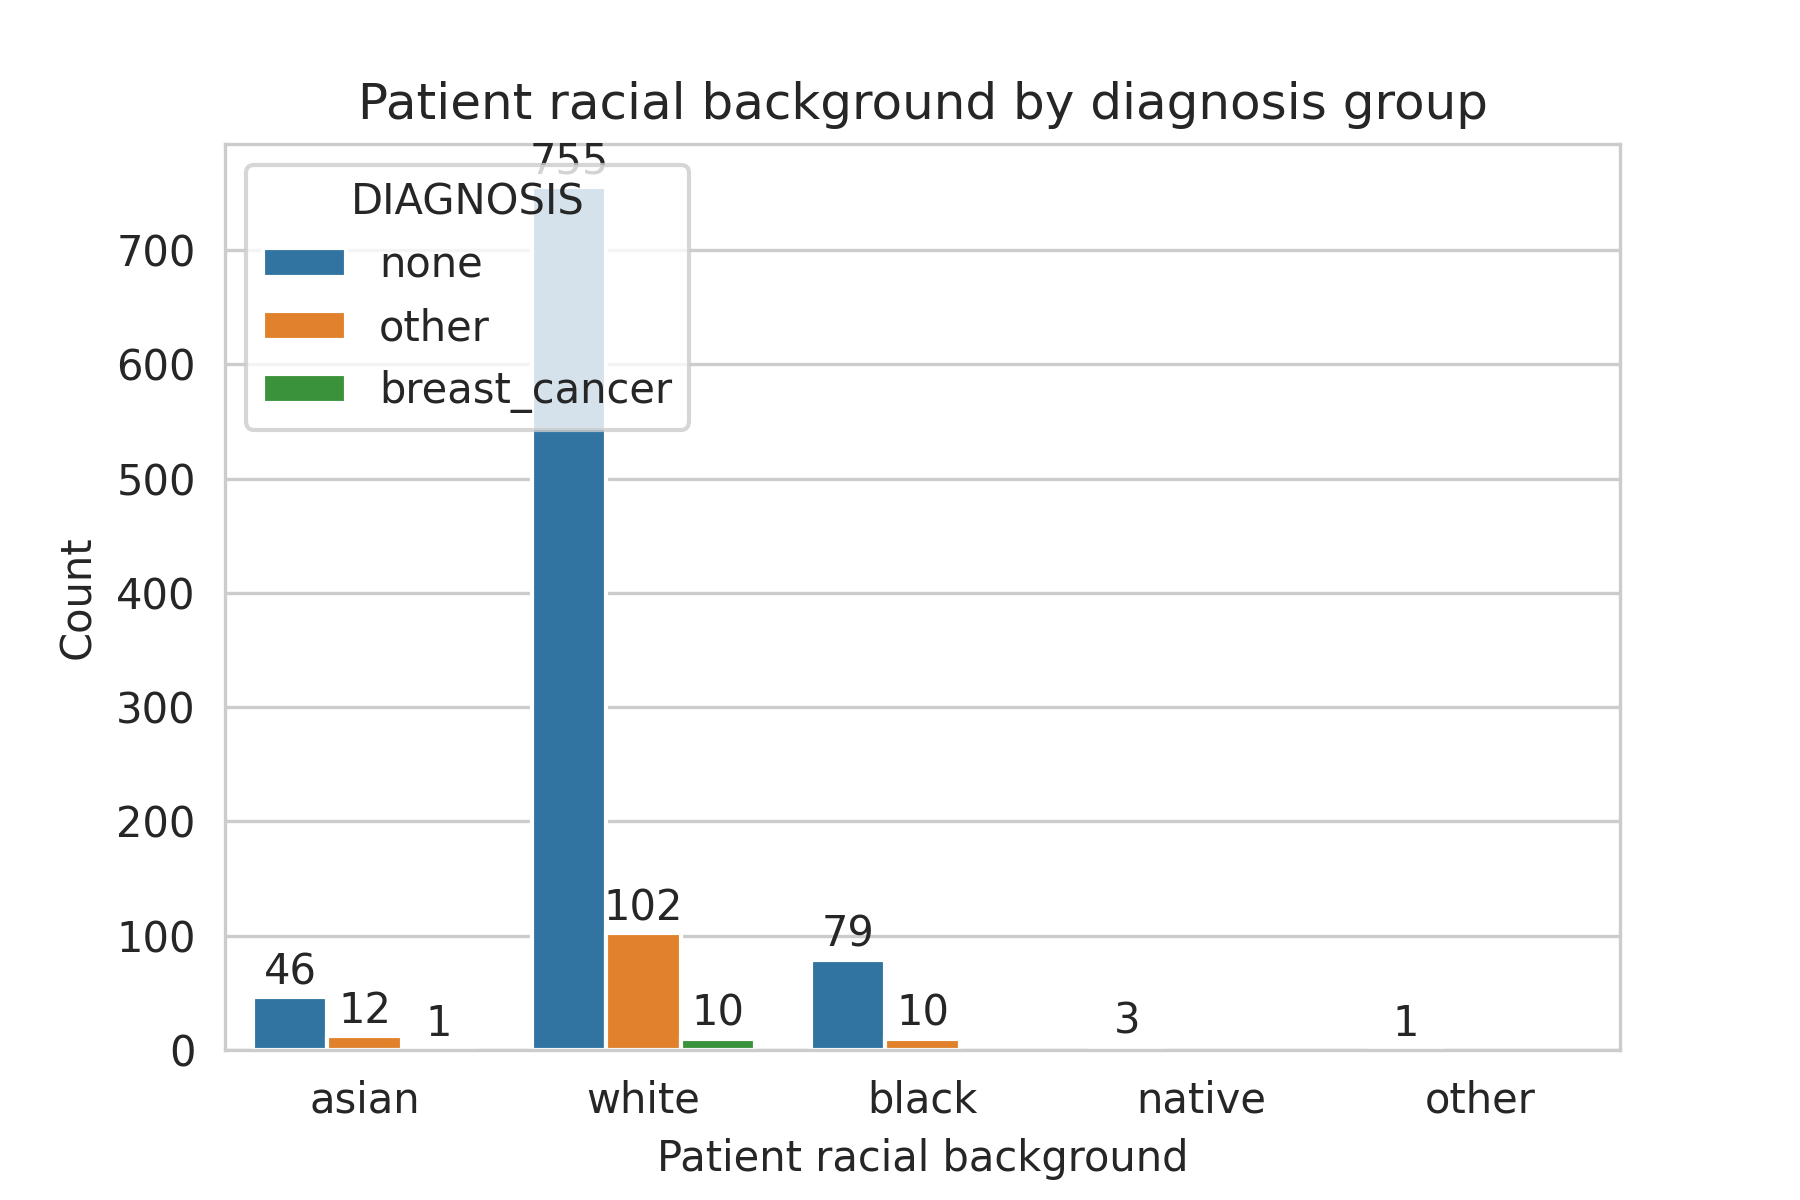 Patient racial background by diagnosis group
755
DIAGNOSIS
none
other
breast_cancer
700
600
500
400
300
200
100
0
Count
46
12
1
102
10
79
10
3
1
asian
white
black
native
other
Patient racial background